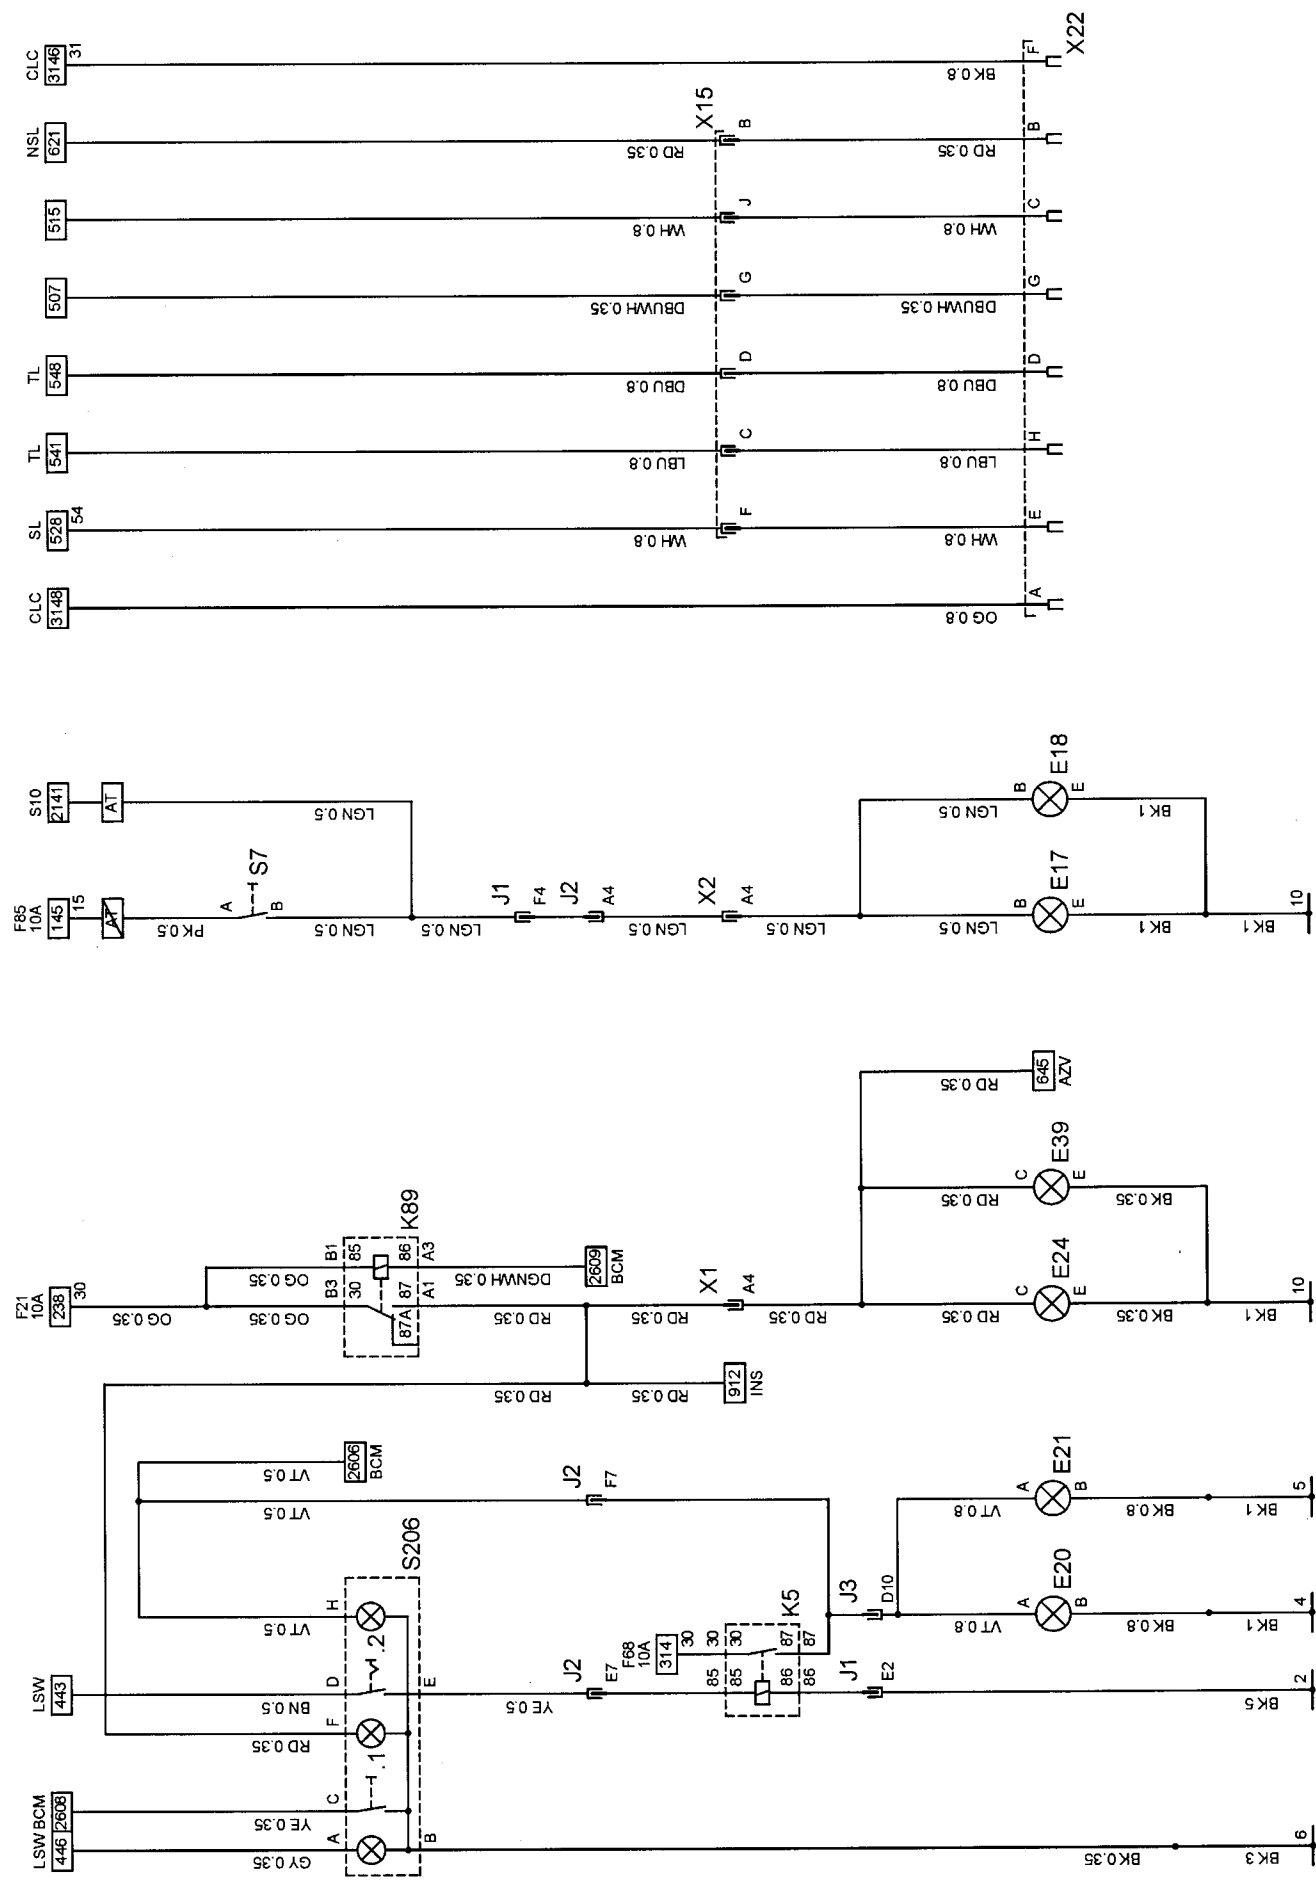 CLC
3146
31
BK 0.8
F
X22
NSL
621
RD 0.35
X15
B
RD 0.35
B
515
WH 0.8
J
WH 0.8
C
507
DBUWH 0.35
G
DBUWH 0.35
G
TL
548
DBU 0.8
D
DBU 0.8
D
TL
541
LBU 0.8
C
LBU 0.8
H
SL
528
54
WH 0.8
F
WH 0.8
E
CLC
3148
OG 0.8
A
S10
2141
AT
LGN 0.5
LGN 0.5
B
E18
E
BK 1
F85
10A
145
15
AT
PK 0.5
A
S7
B
LGN 0.5
LGN 0.5
J1
F4
J2
A4
LGN 0.5
X2
A4
LGN 0.5
LGN 0.5
B
E17
E
BK 1
BK 1
10
RD 0.35
645
AZV
RD 0.35
C
E39
E
BK 0.35
F21
10A
238
30
OG 0.35
OG 0.35
B1
85
86
A3
K89
DGNWH 0.35
2609
BCM
OG 0.35
B3
30
87A
87
A1
RD 0.35
RD 0.35
X1
A4
RD 0.35
RD 0.35
C
E24
E
BK 0.35
BK 1
10
RD 0.35
RD 0.35
912
INS
VT 0.5
2606
BCM
VT 0.5
J2
F7
VT 0.8
A
E21
B
BK 0.8
BK 1
5
VT 0.5
H
S206
.2
F68
10A
314
30
30
30
87
87
K5
J3
D10
VT 0.8
A
E20
B
BK 0.8
BK 1
4
LSW
443
BN 0.5
D
E
YE 0.5
J2
E7
85
85
86
86
J1
E2
BK 5
2
RD 0.35
F
.1
BCM
2608
YE 0.35
C
LSW
446
GY 0.35
A
B
BK 0.35
BK 3
6